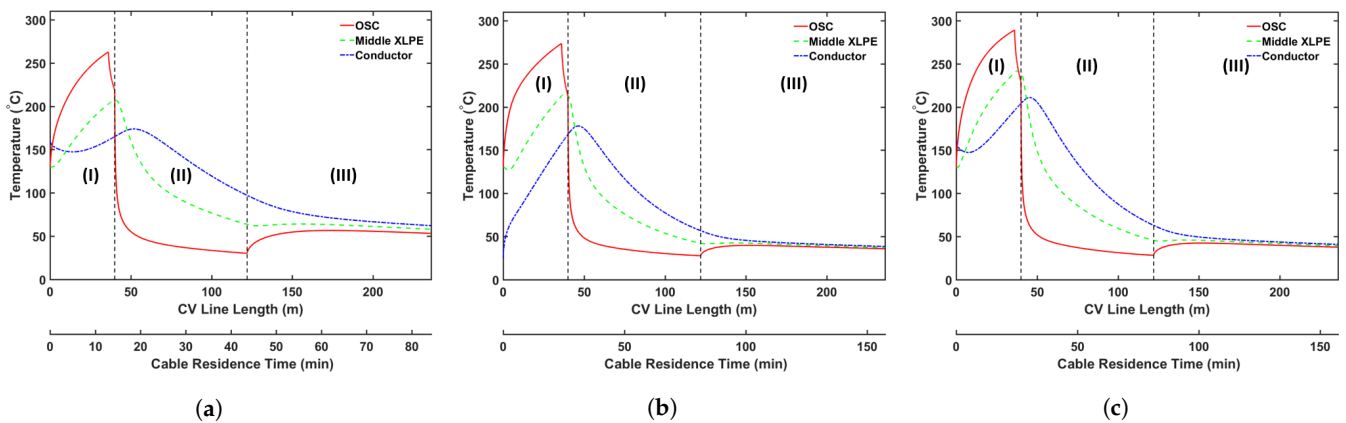 300
250
200
150
100
50
0
Temperature (°C)
OSC
Middle XLPE
Conductor
(I)
(II)
(III)
0 50 100 150 200
CV Line Length (m)
0 10 20 30 40 50 60 70 80
Cable Residence Time (min)
(a)
300
250
200
150
100
50
0
Temperature (°C)
OSC
Middle XLPE
Conductor
(I)
(II)
(III)
0 50 100 150 200
CV Line Length (m)
0 50 100 150
Cable Residence Time (min)
(b)
300
250
200
150
100
50
0
Temperature (°C)
OSC
Middle XLPE
Conductor
(I)
(II)
(III)
0 50 100 150 200
CV Line Length (m)
0 50 100 150
Cable Residence Time (min)
(c)